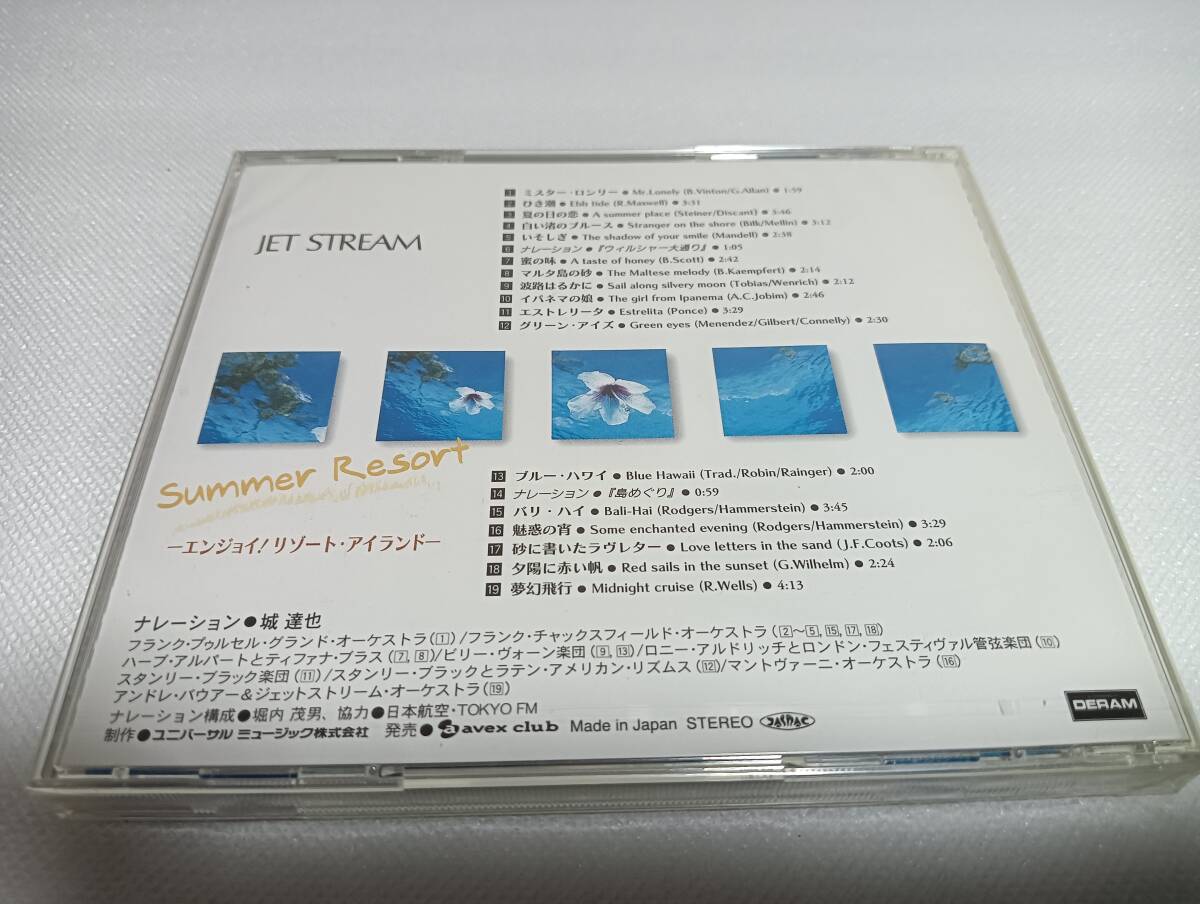 JET STREAM
1 ミスター・ロンリー ● Mr. Lonely (B.Vinton/G.Allan) ● 1:59
2 ひき潮 ● Ebb tide (R.Maxwell) ● 3:31
3 夏の日の恋 ● A summer place (Steiner/Discant) ● 3:46
4 白い渚のブルース ● Stranger on the shore (Bilk/Mellin) ● 3:12
5 いそしぎ ● The shadow of your smile (Mandell) ● 2:38
6 ナレーション ●『ウィルシャー大通り』● 1:05
7 蜜の味 ● A taste of honey (B.Scott) ● 2:42
8 マルタ島の砂 ● The Maltese melody (B.Kaempfert) ● 2:14
9 波路はるかに ● Sail along silvery moon (Tobias/Wenrich) ● 2:12
10 イパネマの娘 ● The girl from Ipanema (A.C.Jobim) ● 2:46
11 エストレリータ ● Estrelita (Ponce) ● 3:29
12 グリーン・アイズ ● Green eyes (Menendez/Gilbert/Connelly) ● 2:30
Summer Resort
―エンジョイ!リゾート・アイランド―
13 ブルー・ハワイ ● Blue Hawaii (Trad./Robin/Rainger) ● 2:00
14 ナレーション ●『島めぐり』● 0:59
15 バリ・ハイ ● Bali-Hai (Rodgers/Hammerstein) ● 3:45
16 魅惑の宵 ● Some enchanted evening (Rodgers/Hammerstein) ● 3:29
17 砂に書いたラヴレター ● Love letters in the sand (J.F.Coots) ● 2:06
18 夕陽に赤い帆 ● Red sails in the sunset (G.Wilhelm) ● 2:24
19 夢幻飛行 ● Midnight cruise (R.Wells) ● 4:13
ナレーション●城 達也
フランク・プゥルセル・グランド・オーケストラ(1)/フランク・チャックスフィールド・オーケストラ(2〜5,15,17,18)
ハーブ・アルパートとティファナ・ブラス(7,8)/ビリー・ヴォーン楽団(9,13)/ロニー・アルドリッチとロンドン・フェスティヴァル管弦楽団(10)
スタンリー・ブラック楽団(11)/スタンリー・ブラックとラテン・アメリカン・リズムス(12)/マントヴァーニ・オーケストラ(16)
アンドレ・バウアー&ジェットストリーム・オーケストラ(19)
ナレーション構成●堀内 茂男、協力●日本航空・TOKYO FM
制作●ユニバーサル ミュージック株式会社 発売●avex club Made in Japan STEREO JASRAC
DERAM